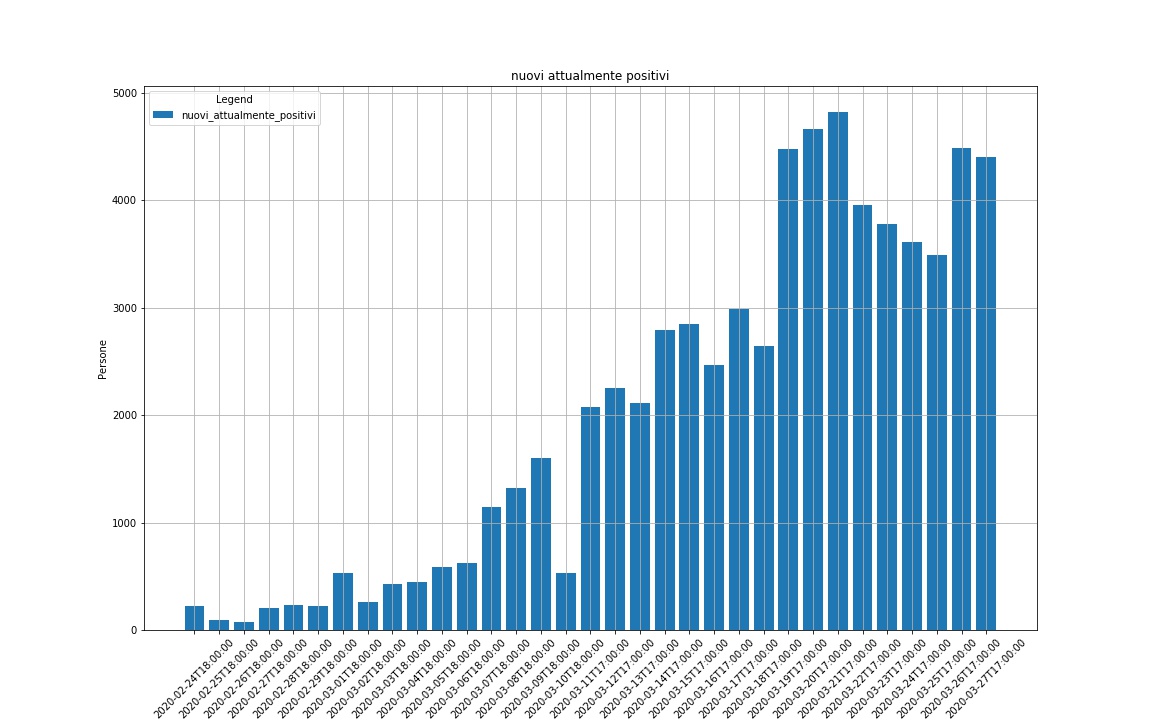 nuovi attualmente positivi
Legend
nuovi_attualmente_positivi
Persone
5000
4000
3000
2000
1000
0
2020-02-24T18:00:00
2020-02-25T18:00:00
2020-02-26T18:00:00
2020-02-27T18:00:00
2020-02-28T18:00:00
2020-02-29T18:00:00
2020-03-01T18:00:00
2020-03-02T18:00:00
2020-03-03T18:00:00
2020-03-04T18:00:00
2020-03-05T18:00:00
2020-03-06T18:00:00
2020-03-07T18:00:00
2020-03-08T18:00:00
2020-03-09T18:00:00
2020-03-10T18:00:00
2020-03-11T17:00:00
2020-03-12T17:00:00
2020-03-13T17:00:00
2020-03-14T17:00:00
2020-03-15T17:00:00
2020-03-16T17:00:00
2020-03-17T17:00:00
2020-03-18T17:00:00
2020-03-19T17:00:00
2020-03-20T17:00:00
2020-03-21T17:00:00
2020-03-22T17:00:00
2020-03-23T17:00:00
2020-03-24T17:00:00
2020-03-25T17:00:00
2020-03-26T17:00:00
2020-03-27T17:00:00